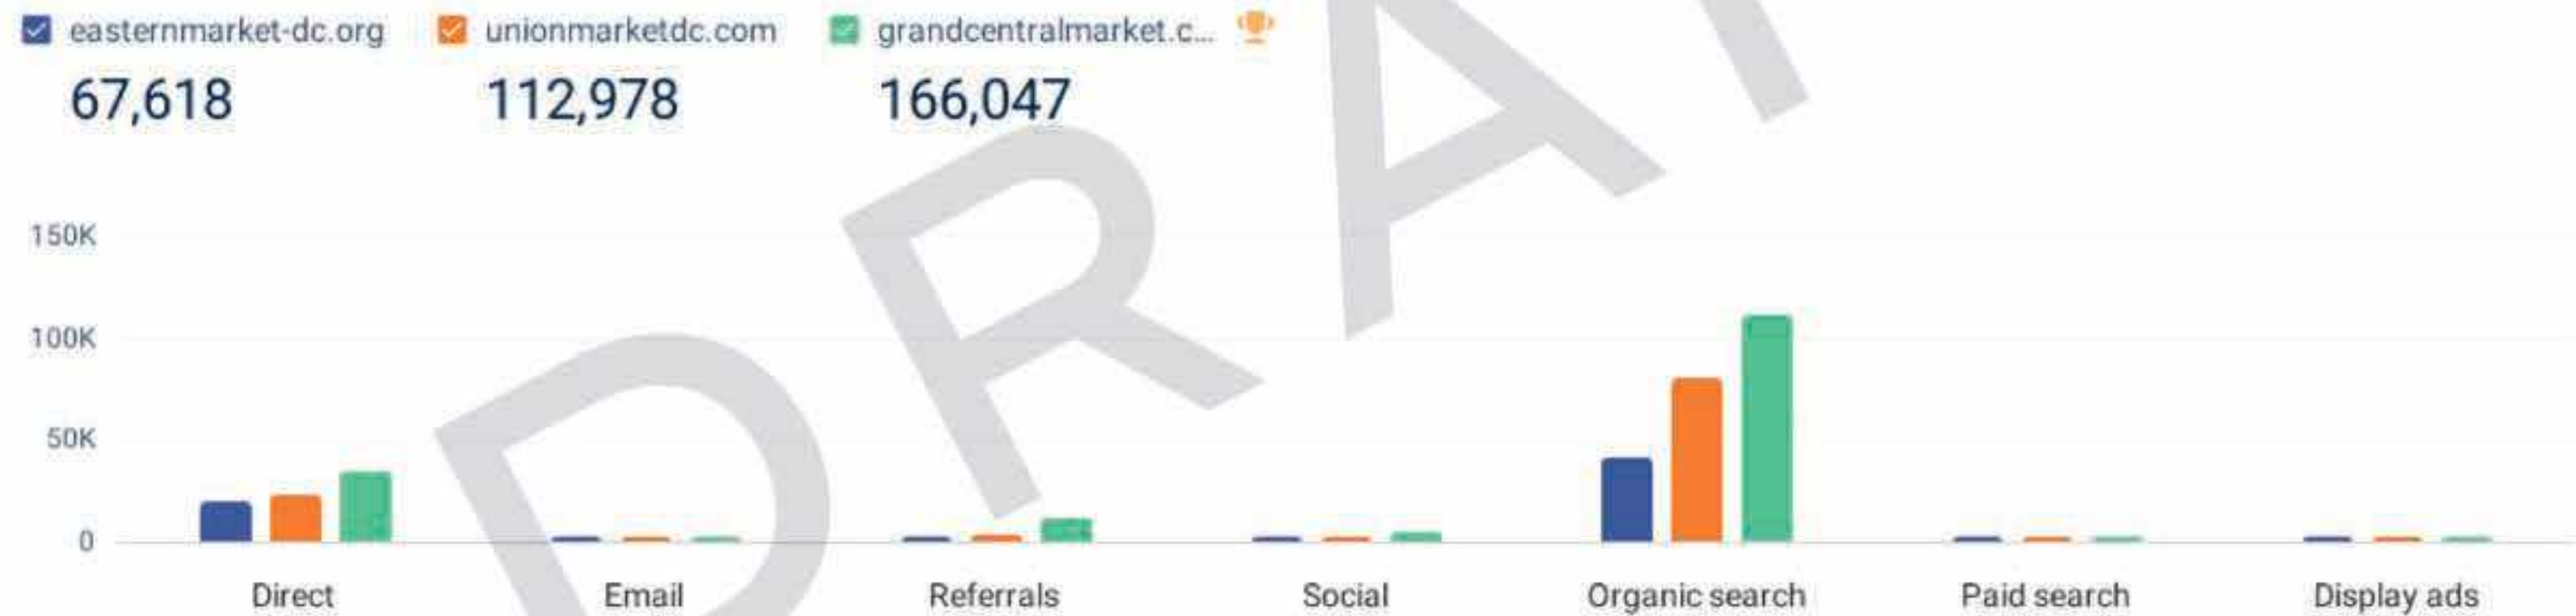 easternmarket-dc.org unionmarketdc.com grandcentralmarket.c...
67,618 112,978 166,047
150K
100K
50K
0
Direct Email Referrals Social Organic search Paid search Display ads
DRA